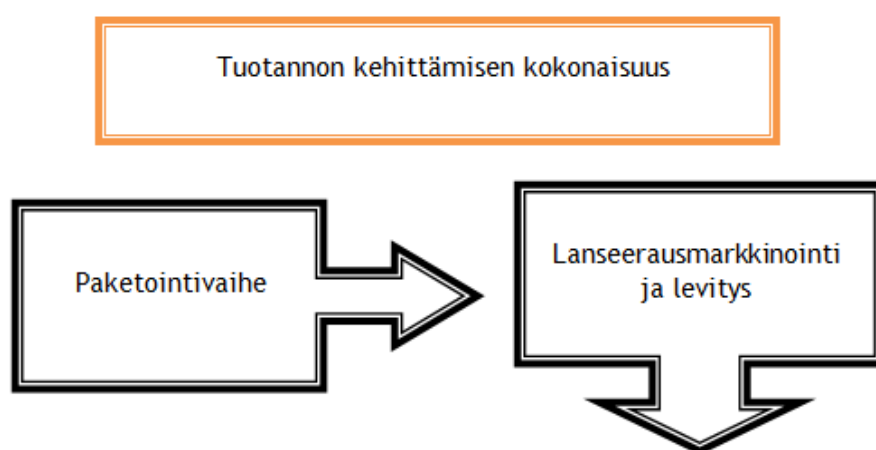 Tuotannon kehittämisen kokonaisuus
Paketointivaihe
Lanseerausmarkkinointi
ja levitys